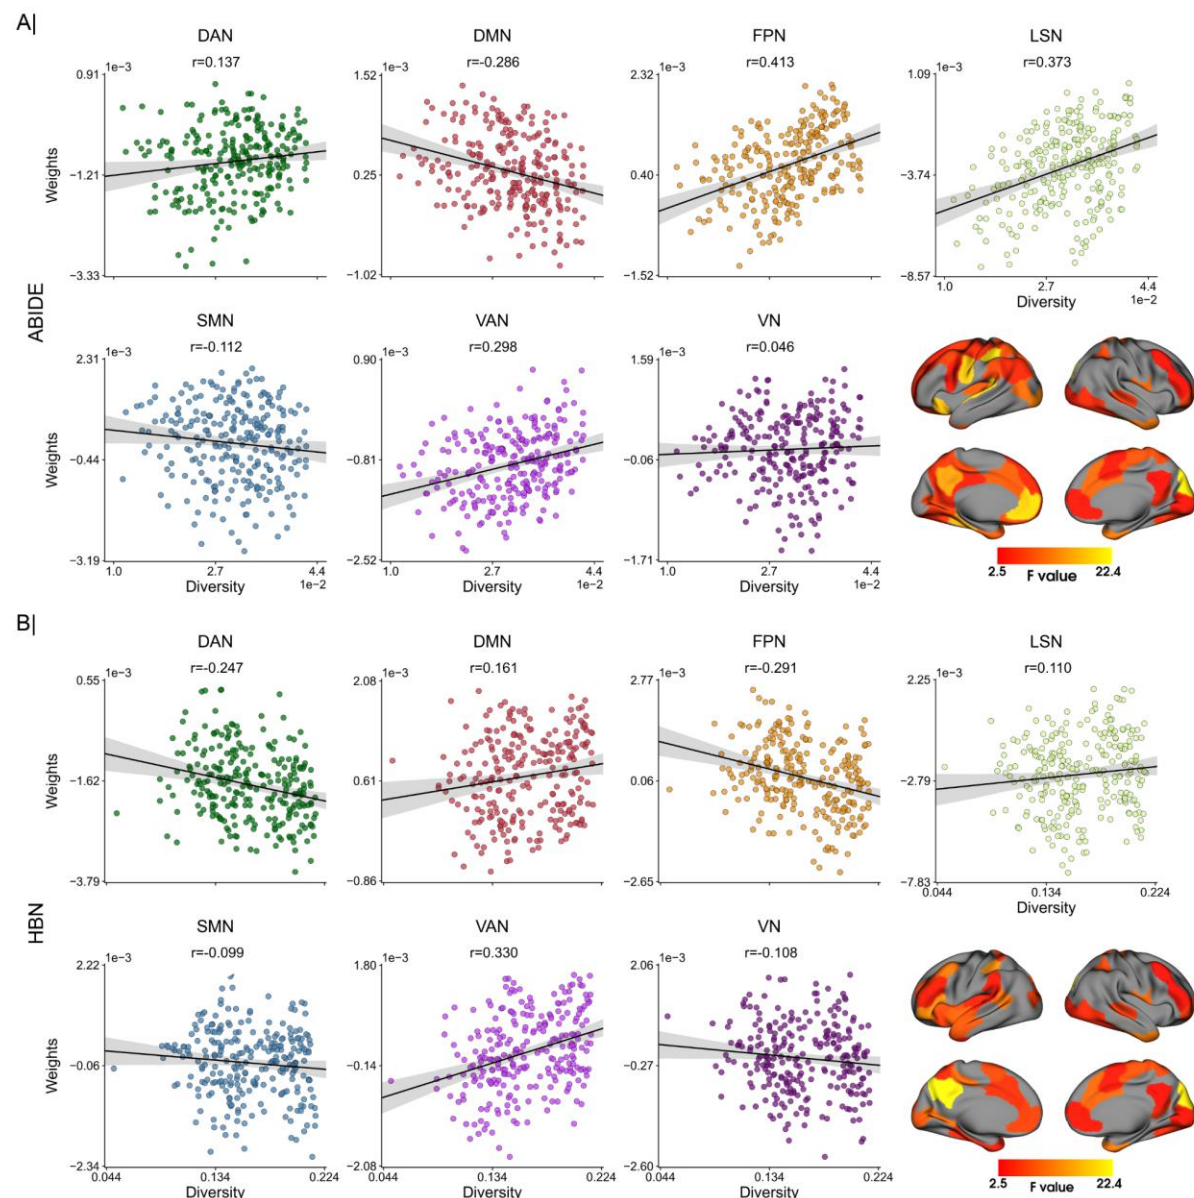 A|
DAN DMN FPN LSN
r=0.137 r=-0.286 r=0.413 r=0.373
1e−3 1e−3 1e−3 1e−3
0.91 1.52 2.32 1.09
Weights
−1.21 0.25 0.40 −3.74
−3.33 −1.02 −1.52 −8.57
1.0 2.7 4.4
1e−2
Diversity
ABIDE
SMN VAN VN
r=-0.112 r=0.298 r=0.046
1e−3 1e−3 1e−3
2.31 0.90 1.59
Weights
−0.44 −0.81 −0.06
−3.19 −2.52 −1.71
1.0 2.7 4.4 1.0 2.7 4.4 1.0 2.7 4.4
1e−2 1e−2 1e−2
Diversity Diversity Diversity
2.5 F value 22.4
B|
DAN DMN FPN LSN
r=-0.247 r=0.161 r=-0.291 r=0.110
1e−3 1e−3 1e−3 1e−3
0.55 2.08 2.77 2.25
Weights
−1.62 0.61 0.06 −2.79
−3.79 −0.86 −2.65 −7.83
0.044 0.134 0.224
Diversity
HBN
SMN VAN VN
r=-0.099 r=0.330 r=-0.108
1e−3 1e−3 1e−3
2.22 1.80 2.06
Weights
−0.06 −0.14 −0.27
−2.34 −2.08 −2.60
0.044 0.134 0.224 0.044 0.134 0.224 0.044 0.134 0.224
Diversity Diversity Diversity
2.5 F value 22.4